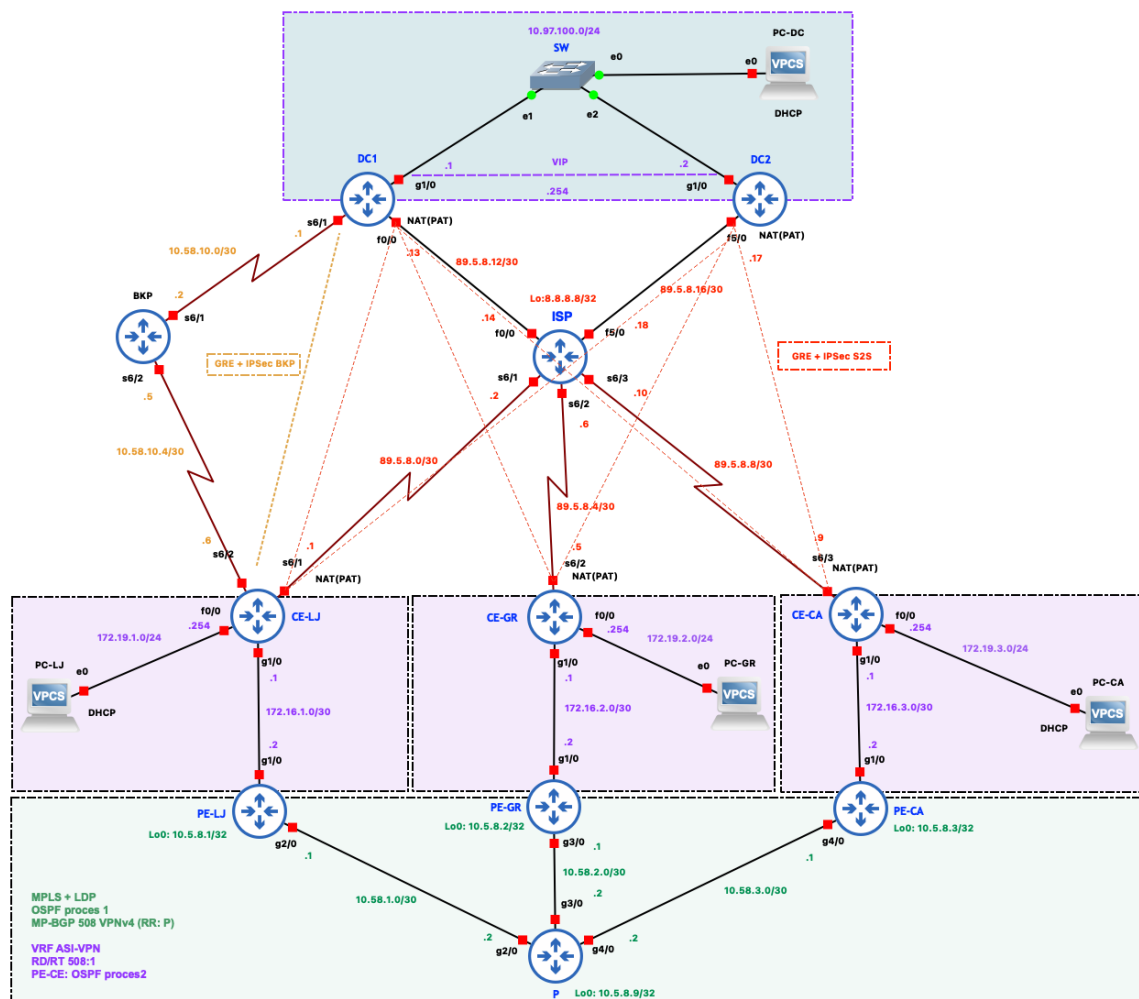 10.97.100.0/24
SW
PC-DC
e0
e0
VPCS
DHCP
e1
e2
DC1
VIP
DC2
.1
.2
g1/0
g1/0
.254
s6/1
NAT(PAT)
f0/0
.13
f5/0
NAT(PAT)
.17
10.58.10.0/30
.1
89.5.8.12/30
Lo:8.8.8.8/32
89.5.8.16/30
BKP
.2
s6/1
.14
ISP
.18
f0/0
f5/0
GRE + IPSec BKP
GRE + IPSec S2S
s6/2
s6/1
s6/3
.5
.2
s6/2
.10
.6
10.58.10.4/30
89.5.8.0/30
89.5.8.8/30
89.5.8.4/30
.6
s6/2
.1
s6/1
NAT(PAT)
.5
s6/2
NAT(PAT)
.9
s6/3
NAT(PAT)
f0/0
CE-LJ
.254
172.19.1.0/24
PC-LJ
e0
VPCS
DHCP
g1/0
.1
172.16.1.0/30
.2
g1/0
CE-GR
f0/0
.254
172.19.2.0/24
e0
PC-GR
VPCS
g1/0
.1
172.16.2.0/30
.2
g1/0
CE-CA
f0/0
.254
172.19.3.0/24
PC-CA
e0
VPCS
DHCP
g1/0
.1
172.16.3.0/30
.2
g1/0
PE-LJ
Lo0: 10.5.8.1/32
g2/0
.1
PE-GR
Lo0: 10.5.8.2/32
g3/0
.1
PE-CA
Lo0: 10.5.8.3/32
g4/0
.1
10.58.1.0/30
10.58.2.0/30
10.58.3.0/30
.2
g3/0
.2
g2/0
g4/0
.2
P
Lo0: 10.5.8.9/32
MPLS + LDP
OSPF proces 1
MP-BGP 508 VPNv4 (RR: P)
VRF ASI-VPN
RD/RT 508:1
PE-CE: OSPF proces2